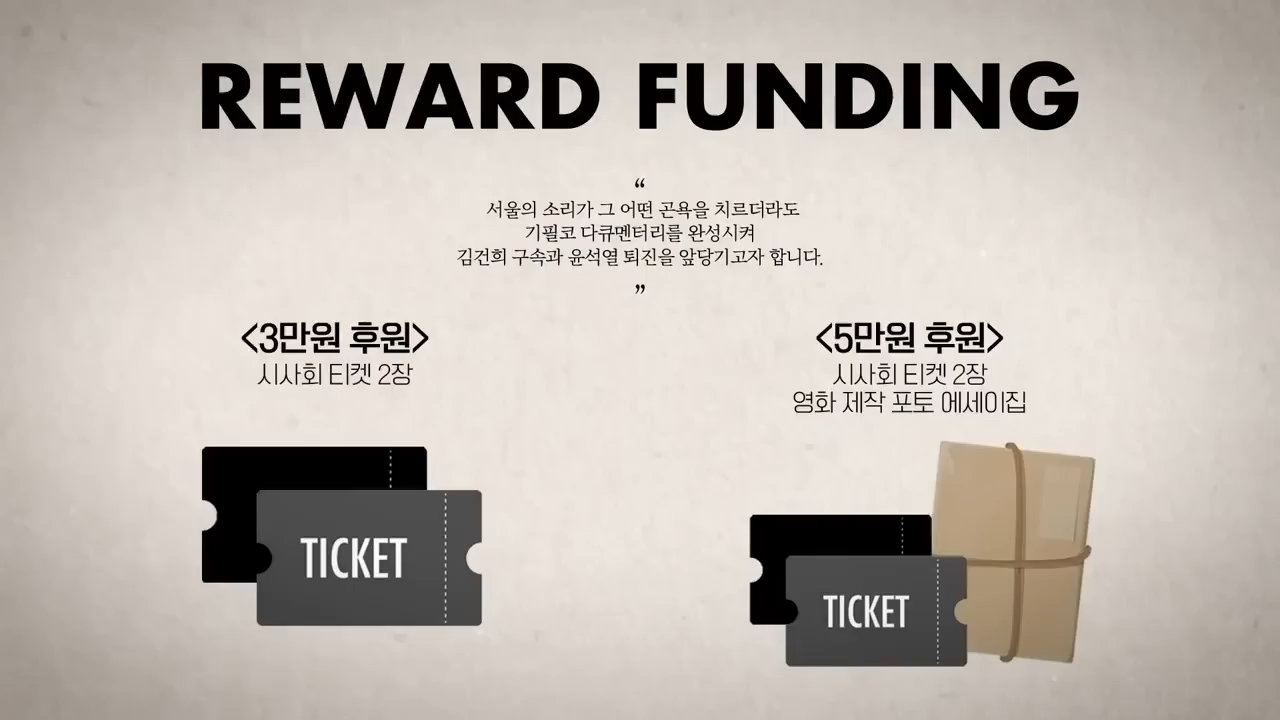 REWARD FUNDING
“
서울의 소리가 그 어떤 곤욕을 치르더라도
기필코 다큐멘터리를 완성시켜
김건희 구속과 윤석열 퇴진을 앞당기고자 합니다.
”
<3만원 후원>
시사회 티켓 2장
<5만원 후원>
시사회 티켓 2장
영화 제작 포토 에세이집
TICKET
TICKET